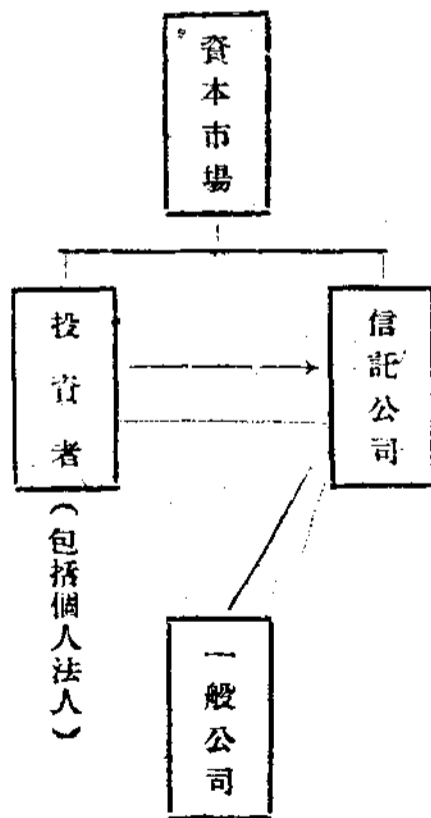 資本市場
信託公司
投資者
（包括個人法人）
一般公司